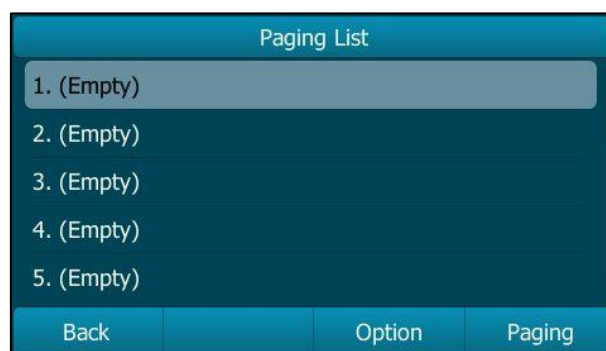 Paging List
1. (Empty)
2. (Empty)
3. (Empty)
4. (Empty)
5. (Empty)
Back Option Paging